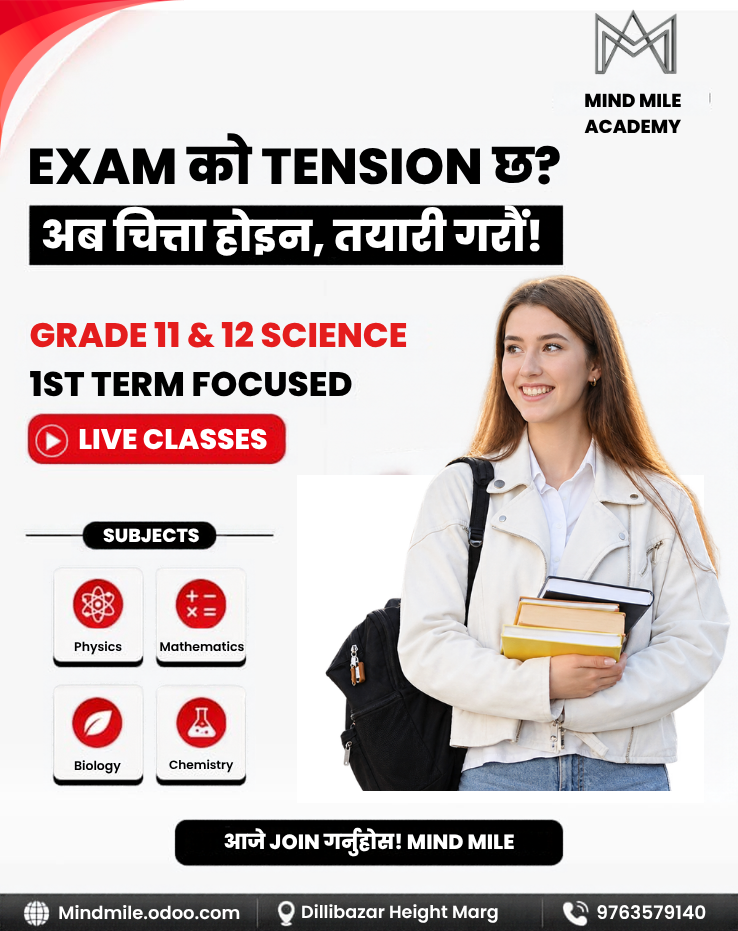 MIND MILE
ACADEMY
EXAM को TENSION छ?
अब चित्ता होइन, तयारी गरौं!
GRADE 11 & 12 SCIENCE
1ST TERM FOCUSED
LIVE CLASSES
SUBJECTS
Physics
Mathematics
Biology
Chemistry
आजै JOIN गर्नुहोस! MIND MILE
Mindmile.odoo.com
Dillibazar Height Marg
9763579140